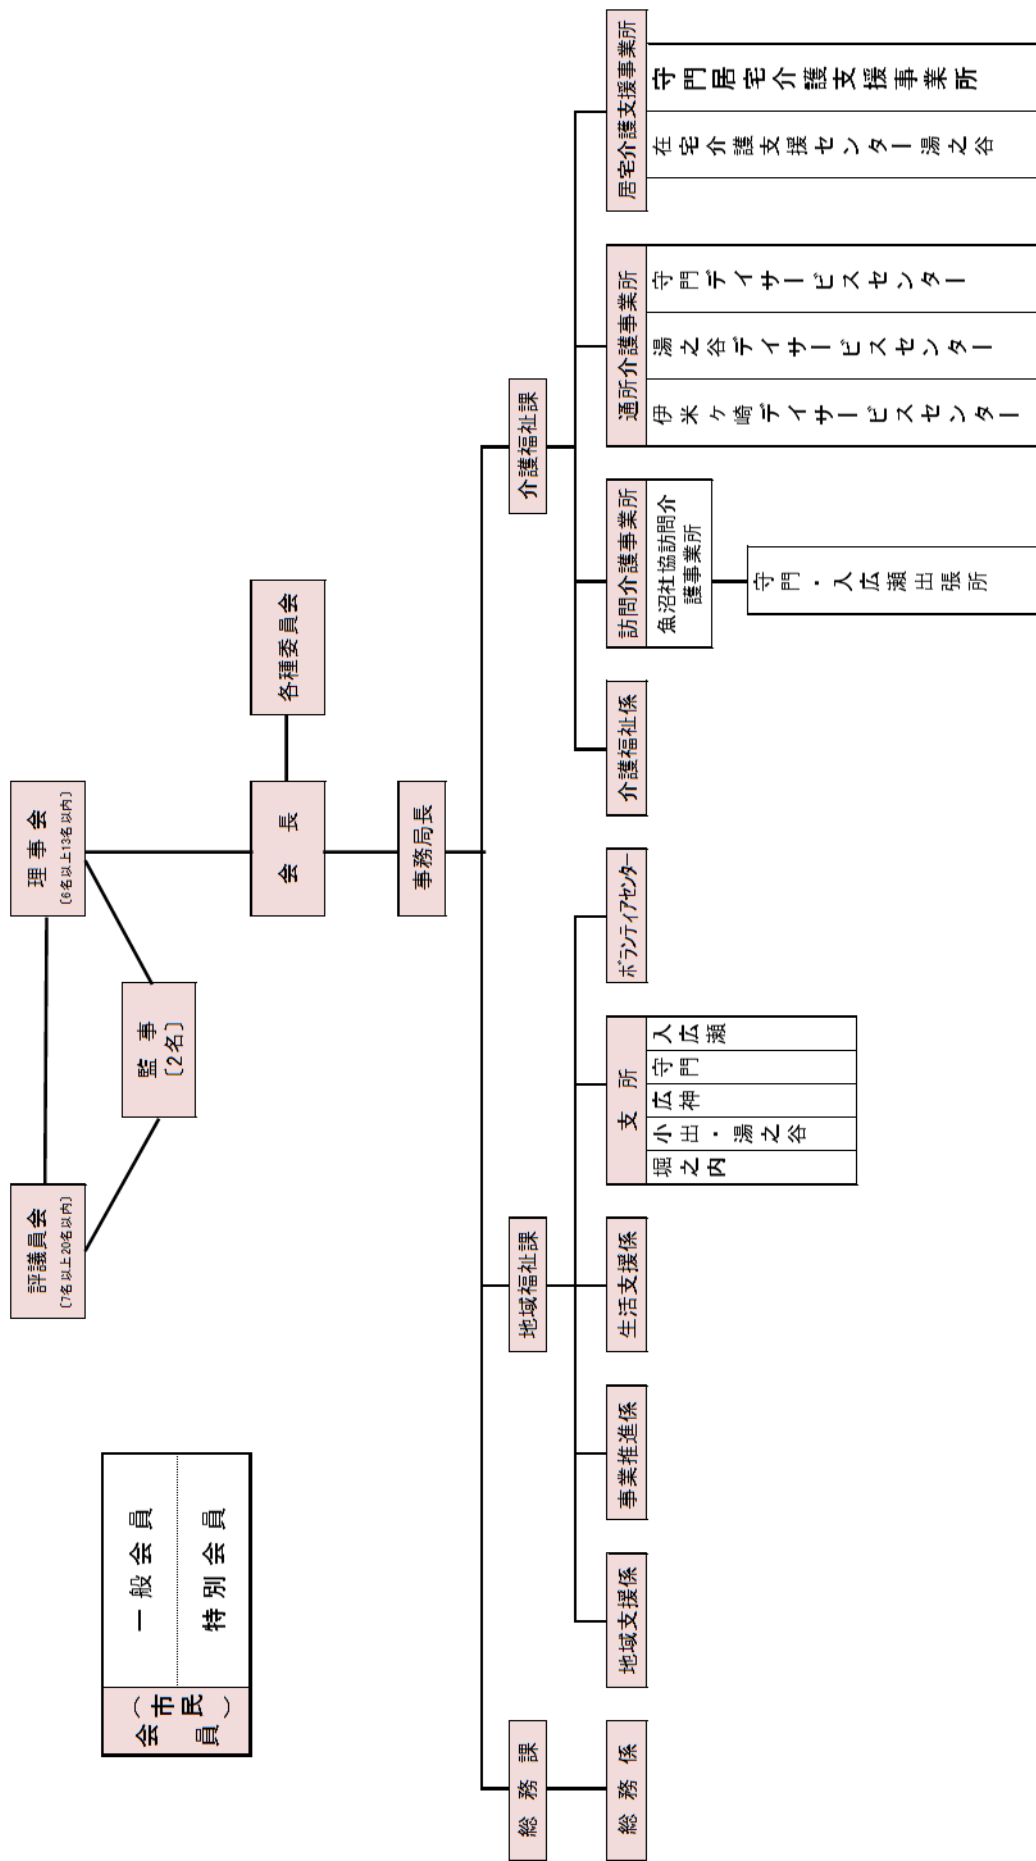 評議員会
〔7名以上20名以内〕
理事会
〔6名以上13名以内〕
監事
〔2名〕
会員
（市民）
一般会員
特別会員
会長
各種委員会
事務局長
総務課
地域福祉課
介護福祉課
総務係
地域支援係
事業推進係
生活支援係
支所
堀之内
小出・湯之谷
広神
守門
入広瀬
ボランティアセンター
介護福祉係
訪問介護事業所
魚沼社協訪問介
護事業所
守門・入広瀬出張所
通所介護事業所
伊米ヶ崎デイサービスセンター
湯之谷デイサービスセンター
守門デイサービスセンター
居宅介護支援事業所
在宅介護支援センター湯之谷
守門居宅介護支援事業所